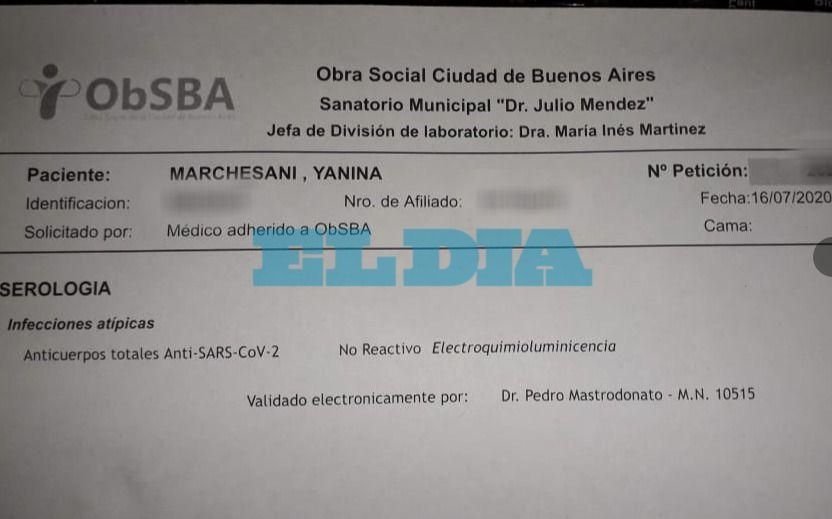 ObSBA
Obra Social Ciudad de Buenos Aires
Sanatorio Municipal "Dr. Julio Mendez"
Jefa de División de laboratorio: Dra. María Inés Martinez
Paciente: MARCHESANI , YANINA Nº Petición:
Identificacion: Nro. de Afiliado: Fecha:16/07/2020
Solicitado por: Médico adherido a ObSBA Cama:
EL DIA
SEROLOGIA
Infecciones atípicas
Anticuerpos totales Anti-SARS-CoV-2 No Reactivo Electroquimioluminicencia
Validado electronicamente por: Dr. Pedro Mastrodonato - M.N. 10515